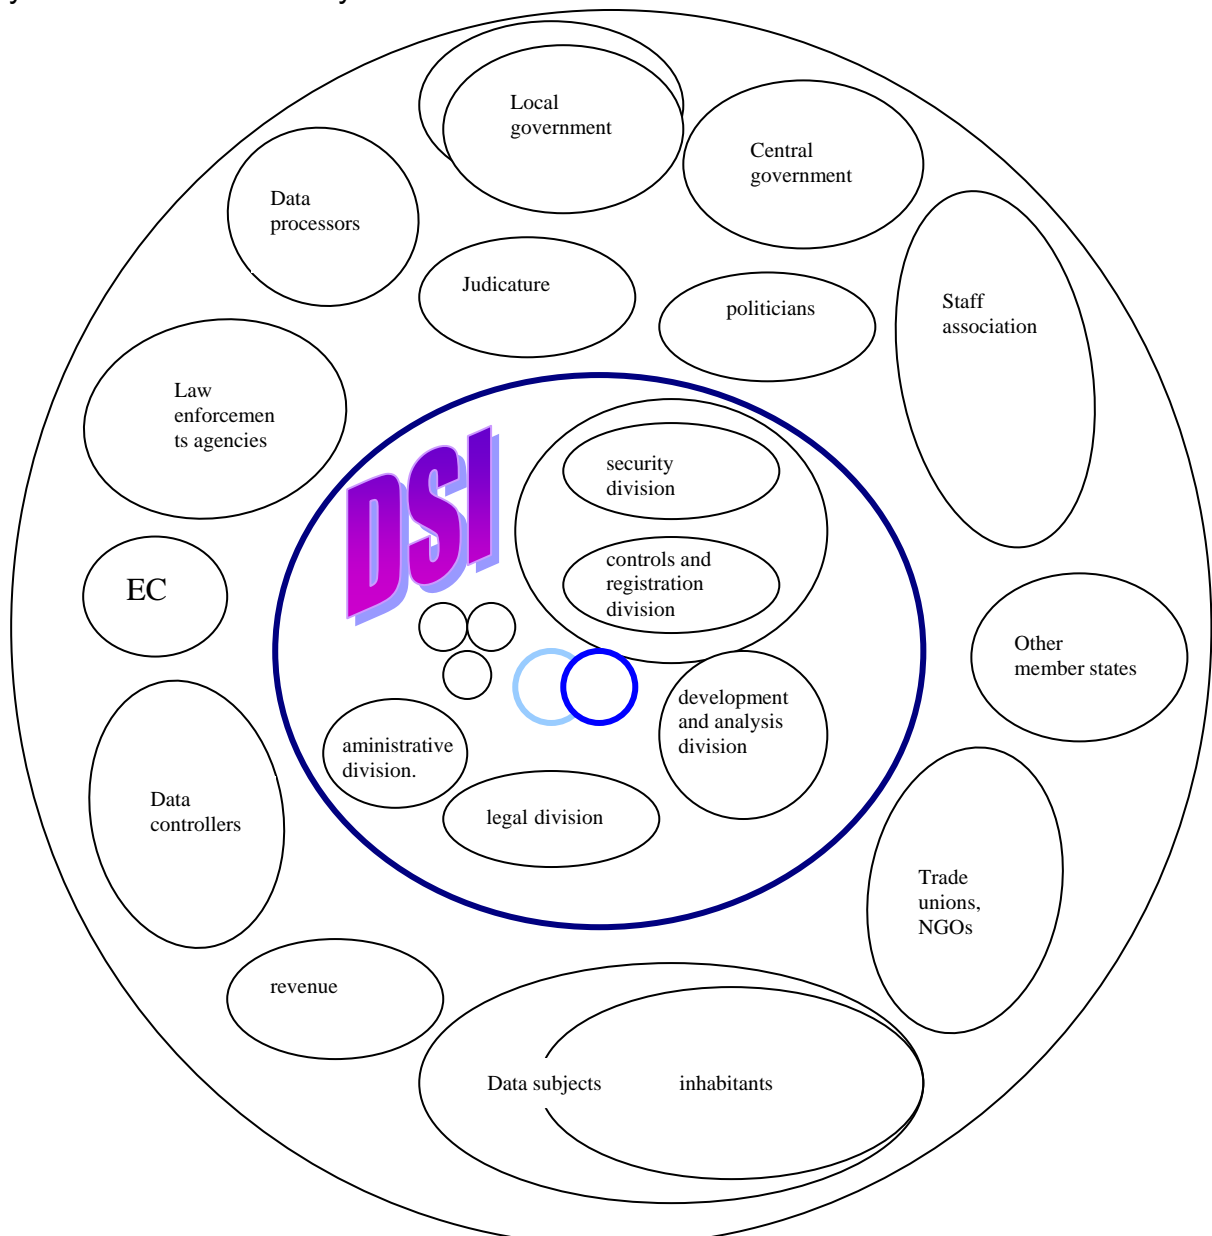 Local
government
Central
government
Data
processors
Judicature
politicians
Staff
association
Law
enforcemen
ts agencies
DSI
security
division
controls and
registration
division
EC
Other
member states
development
and analysis
division
aministrative
division.
legal division
Data
controllers
Trade
unions,
NGOs
revenue
Data subjects
inhabitants